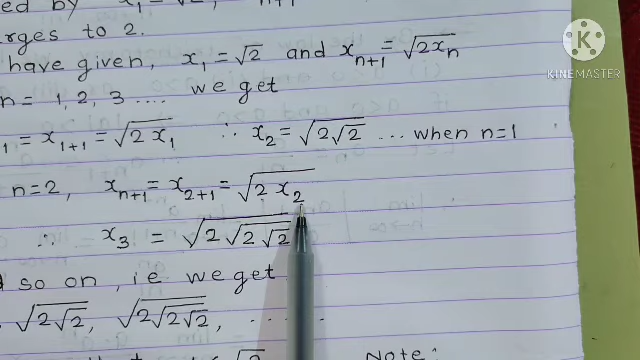 by x₁ = √2, xₙ₊₁
rges to 2.
have given, x₁ = √2 and xₙ₊₁ = √(2xₙ)
n = 1, 2, 3 .... we get
₁ = x₁₊₁ = √(2 x₁) ∴ x₂ = √(2√2) ... when n=1
n=2, xₙ₊₁ = x₂₊₁ = √(2 x₂)
∴ x₃ = √(2√(2√2))
so on, i.e we get
√(2√2), √(2√(2√2)), ......
Note:
KINEMASTER